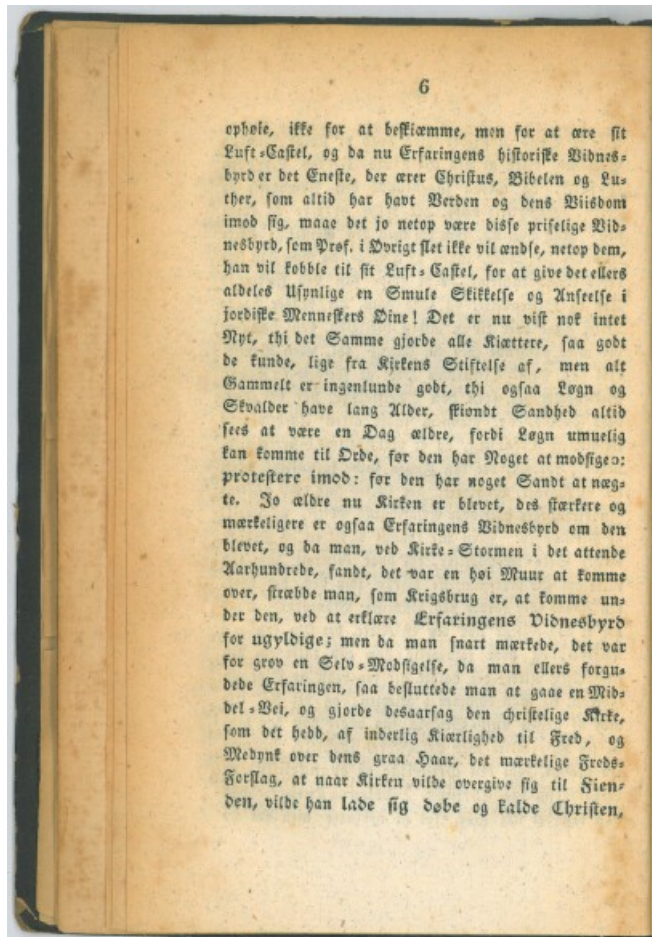 6
ophøie, ikke for at beskiæmme, men for at ære sit
Luft-Castel, og da nu Erfaringens historiske Vidnes-
byrd er det Eneste, der ærer Christus, Bibelen og Lu-
ther, som altid har havt Verden og dens Viisdom
imod sig, maae det jo netop være disse priselige Vid-
nesbyrd, som Prof. i Øvrigt slet ikke vil ændse, netop dem,
han vil kobble til sit Luft-Castel, for at give det ellers
aldeles Usynlige en Smule Skikkelse og Anseelse i
jordiske Menneskers Øine! Det er nu vist nok intet
Nyt, thi det Samme gjorde alle Kiættere, saa godt
de kunde, lige fra Kirkens Stiftelse af, men alt
Gammelt er ingenlunde godt, thi ogsaa Løgn og
Skvalder have lang Alder, skiøndt Sandhed altid
sees at være en Dag ældre, fordi Løgn umuelig
kan komme til Orde, før den har Noget at modsige ɔ:
protestere imod: før den har noget Sandt at næg-
te. Jo ældre nu Kirken er blevet, des stærkere og
mærkeligere er ogsaa Erfaringens Vidnesbyrd om den
blevet, og da man, ved Kirke-Stormen i det attende
Aarhundrede, fandt, det var en høi Muur at komme
over, stræbde man, som Krigsbrug er, at komme un-
der den, ved at erklære Erfaringens Vidnesbyrd
for ugyldige; men da man snart mærkede, det var
for grov en Selv-Modsigelse, da man ellers forgu-
dede Erfaringen, saa besluttede man at gaae en Mid-
del-Vei, og gjorde desaarsag den christelige Kirke,
som det hedd, af inderlig Kiærlighed til Fred, og
Medynk over dens graa Haar, det mærkelige Freds-
Forslag, at naar Kirken vilde overgive sig til Fien-
den, vilde han lade sig døbe og kalde Christen,